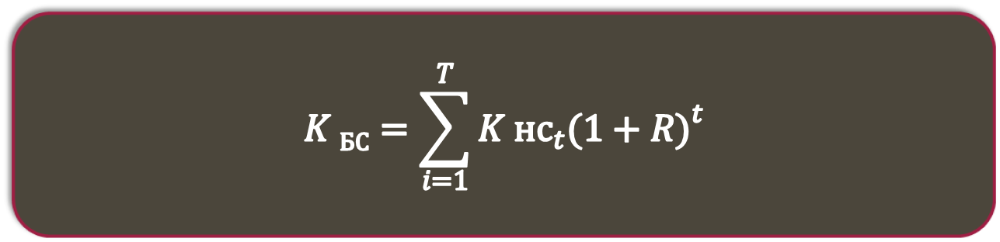 K БС = ∑_{i=1}^{T} K нс_t (1 + R)^t